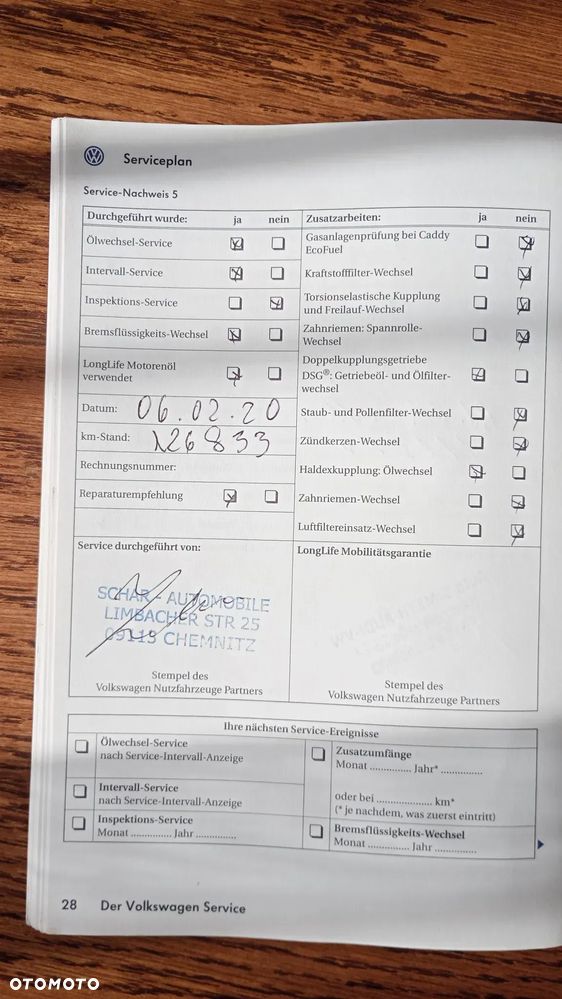 Serviceplan
Service-Nachweis 5
Durchgeführt wurde: ja nein
Ölwechsel-Service
Intervall-Service
Inspektions-Service
Bremsflüssigkeits-Wechsel
LongLife Motorenöl
verwendet
Datum: 06.02.20
km-Stand: 126833
Rechnungsnummer:
Reparaturempfehlung
Zusatzarbeiten: ja nein
Gasanlagenprüfung bei Caddy
EcoFuel
Kraftstofffilter-Wechsel
Torsionselastische Kupplung
und Freilauf-Wechsel
Zahnriemen: Spannrolle-
Wechsel
Doppelkupplungsgetriebe
DSG®: Getriebeöl- und Ölfilter-
wechsel
Staub- und Pollenfilter-Wechsel
Zündkerzen-Wechsel
Haldexkupplung: Ölwechsel
Zahnriemen-Wechsel
Luftfiltereinsatz-Wechsel
Service durchgeführt von:
SCHAR - AUTOMOBILE
LIMBACHER STR 25
09113 CHEMNITZ
Stempel des
Volkswagen Nutzfahrzeuge Partners
LongLife Mobilitätsgarantie
Stempel des
Volkswagen Nutzfahrzeuge Partners
Ihre nächsten Service-Ereignisse
Ölwechsel-Service
nach Service-Intervall-Anzeige
Intervall-Service
nach Service-Intervall-Anzeige
Inspektions-Service
Monat .............. Jahr ..............
Zusatzumfänge
Monat .............. Jahr* ..............
oder bei ................... km*
(* je nachdem, was zuerst eintritt)
Bremsflüssigkeits-Wechsel
Monat .............. Jahr ..............
28 Der Volkswagen Service
OTOMOTO